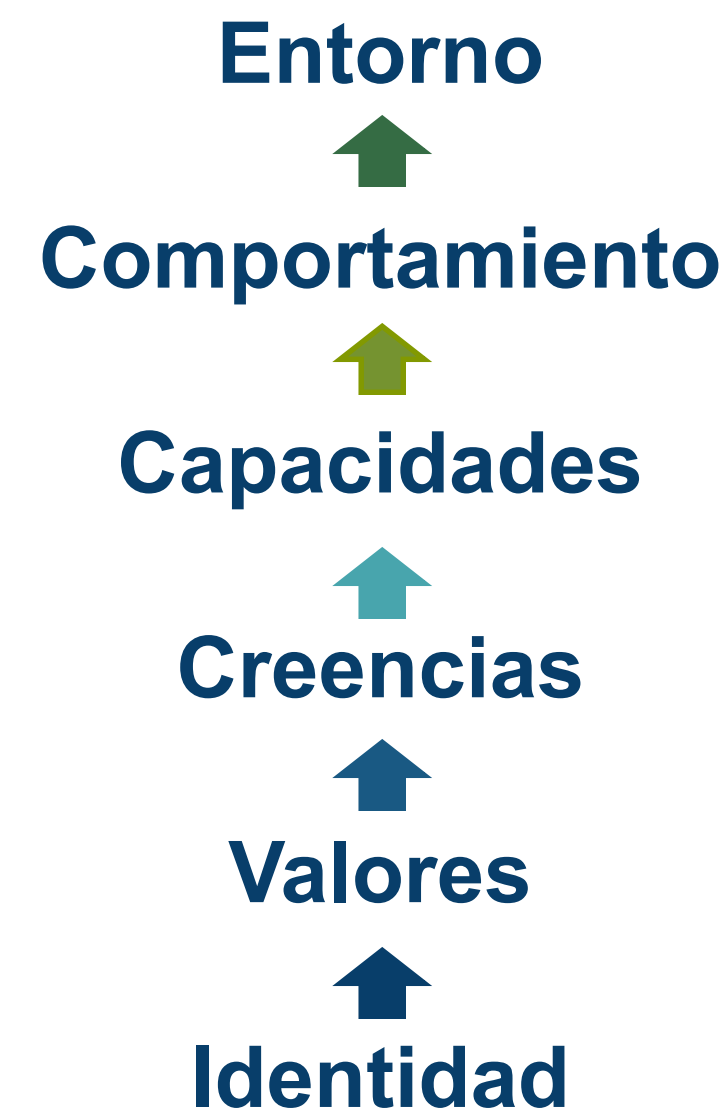 Entorno
Comportamiento
Capacidades
Creencias
Valores
Identidad